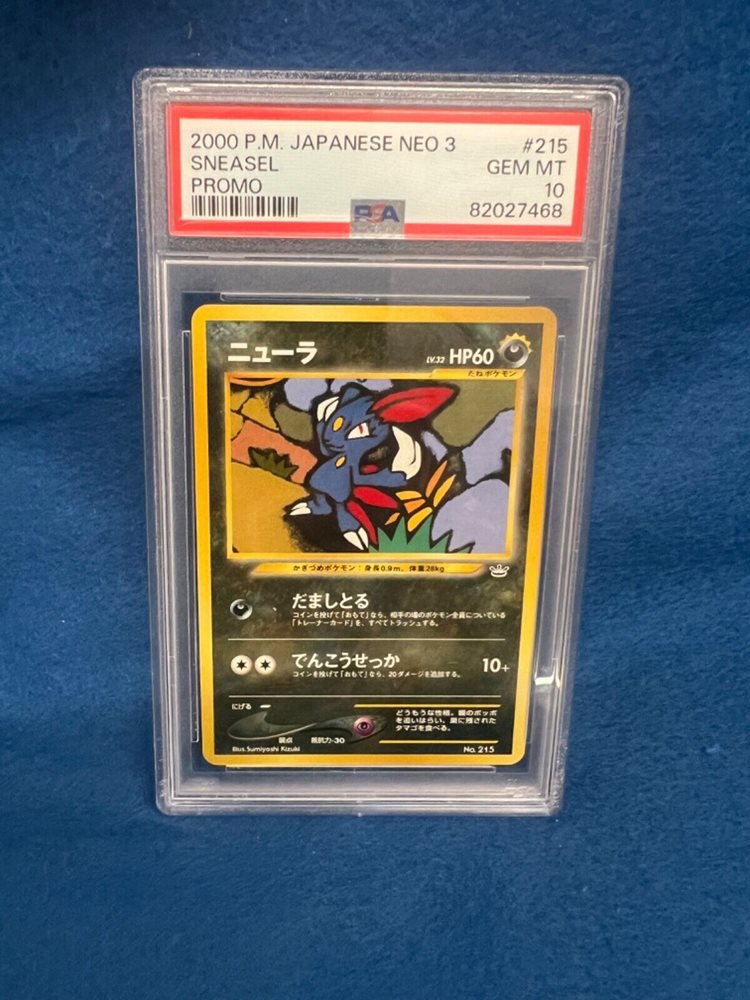 2000 P.M. JAPANESE NEO 3 #215
SNEASEL GEM MT
PROMO 10
PSA 82027468
ニューラ LV.32 HP60
たねポケモン
かぎづめポケモン：身長0.9m、体重28kg
だましとる
コインを投げて「おもて」なら、相手の場のポケモン全員についている
「トレーナーカード」を、すべてトラッシュする。
でんこうせっか 10+
コインを投げて「おもて」なら、20ダメージを追加する。
にげる
どうもうな性格。親のポッポ
を追いはらい、巣に残された
タマゴを食べる。
弱点 抵抗力-30
Illus. Sumiyoshi Kizuki No. 215